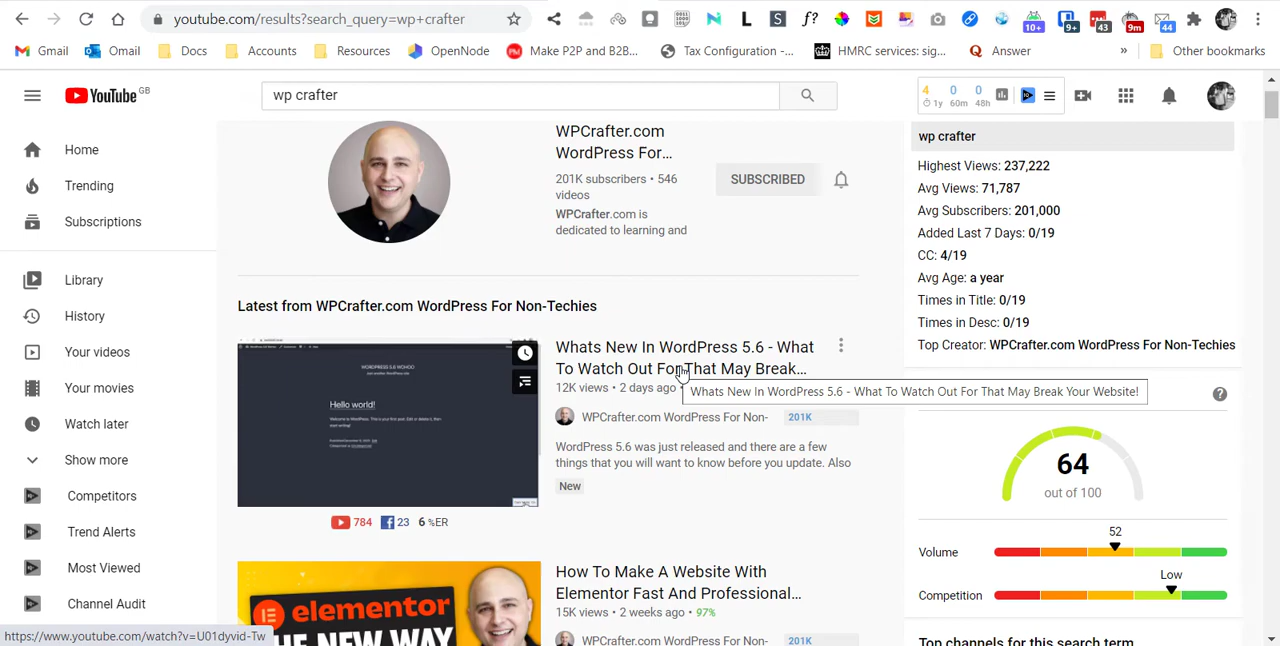 youtube.com/results?search_query=wp+crafter
L
S
f?
10+
9+
43
9m
44
Gmail
Omail
Docs
Accounts
Resources
OpenNode
Make P2P and B2B...
Tax Configuration -...
HMRC services: sig...
Answer
»
Other bookmarks
YouTube GB
wp crafter
4 0 0
1y 60m 48h
Home
Trending
Subscriptions
Library
History
Your videos
Your movies
Watch later
Show more
Competitors
Trend Alerts
Most Viewed
Channel Audit
WPCrafter.com
WordPress For...
201K subscribers • 546
videos
WPCrafter.com is
dedicated to learning and
SUBSCRIBED
Latest from WPCrafter.com WordPress For Non-Techies
WORDPRESS 5.6 WOHOO
Hello world!
Whats New In WordPress 5.6 - What
To Watch Out For That May Break...
12K views • 2 days ago
Whats New In WordPress 5.6 - What To Watch Out For That May Break Your Website!
WPCrafter.com WordPress For Non-
201K
WordPress 5.6 was just released and there are a few
things that you will want to know before you update. Also
New
784 23 6 %ER
elementor
THE NEW WAY
How To Make A Website With
Elementor Fast And Professional...
15K views • 2 weeks ago • 97%
WPCrafter.com WordPress For Non-
201K
wp crafter
Highest Views: 237,222
Avg Views: 71,787
Avg Subscribers: 201,000
Added Last 7 Days: 0/19
CC: 4/19
Avg Age: a year
Times in Title: 0/19
Times in Desc: 0/19
Top Creator: WPCrafter.com WordPress For Non-Techies
64
out of 100
52
Volume
Low
Competition
Top channels for this search term
https://www.youtube.com/watch?v=U01dyvid-Tw